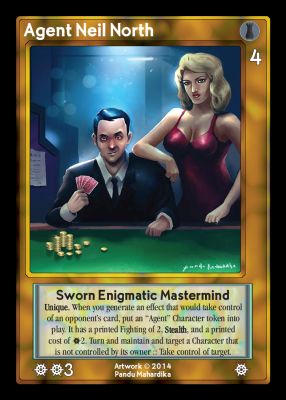 Agent Neil North
4
pandu mahardika
Sworn Enigmatic Mastermind
Unique. When you generate an effect that would take control
of an opponent's card, put an "Agent" Character token into
play. It has a printed Fighting of 2, Stealth, and a printed
cost of 2. Turn and maintain and target a Character that
is not controlled by its owner :: Take control of target.
3
Artwork © 2014
Pandu Mahardika